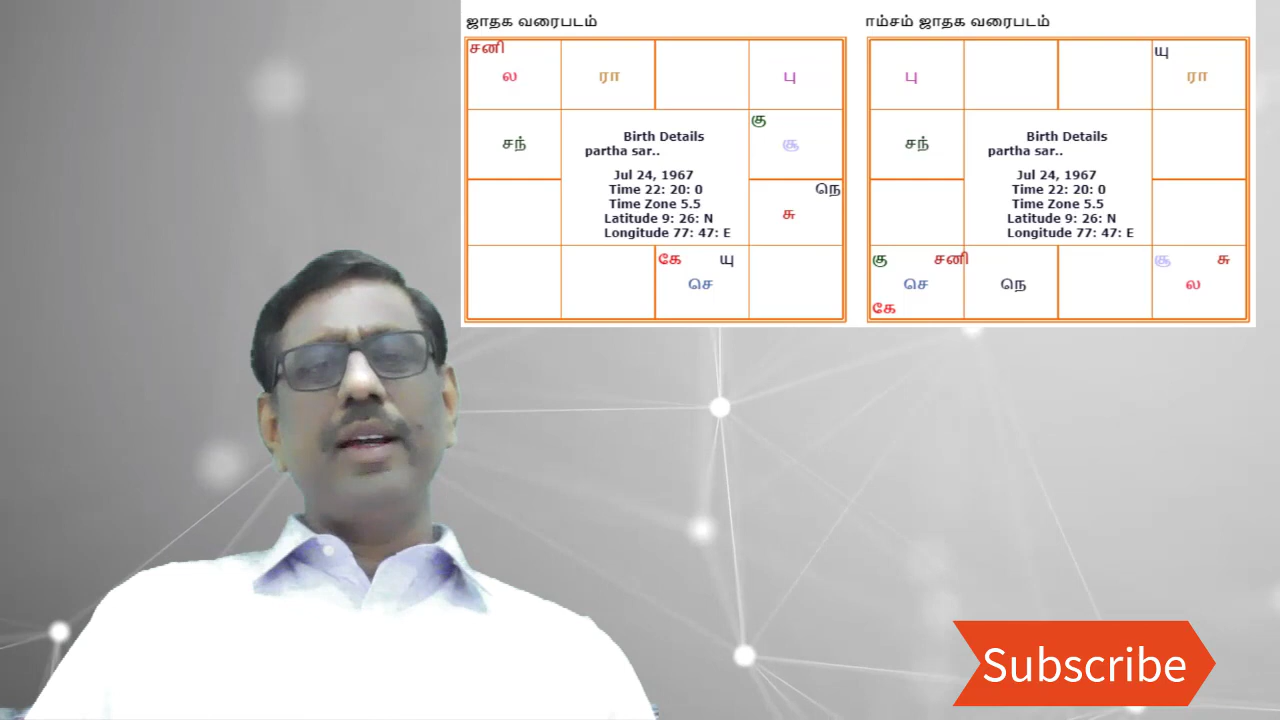 ஜாதக வரைபடம்
சனி
ல
ரா
பு
சந்
கு
சூ
நெ
சு
கே
யு
செ
Birth Details
partha sar..
Jul 24, 1967
Time 22: 20: 0
Time Zone 5.5
Latitude 9: 26: N
Longitude 77: 47: E
ாம்சம் ஜாதக வரைபடம்
பு
யு
ரா
சந்
Birth Details
partha sar..
Jul 24, 1967
Time 22: 20: 0
Time Zone 5.5
Latitude 9: 26: N
Longitude 77: 47: E
கு
சனி
செ
கே
நெ
சூ
சு
ல
Subscribe